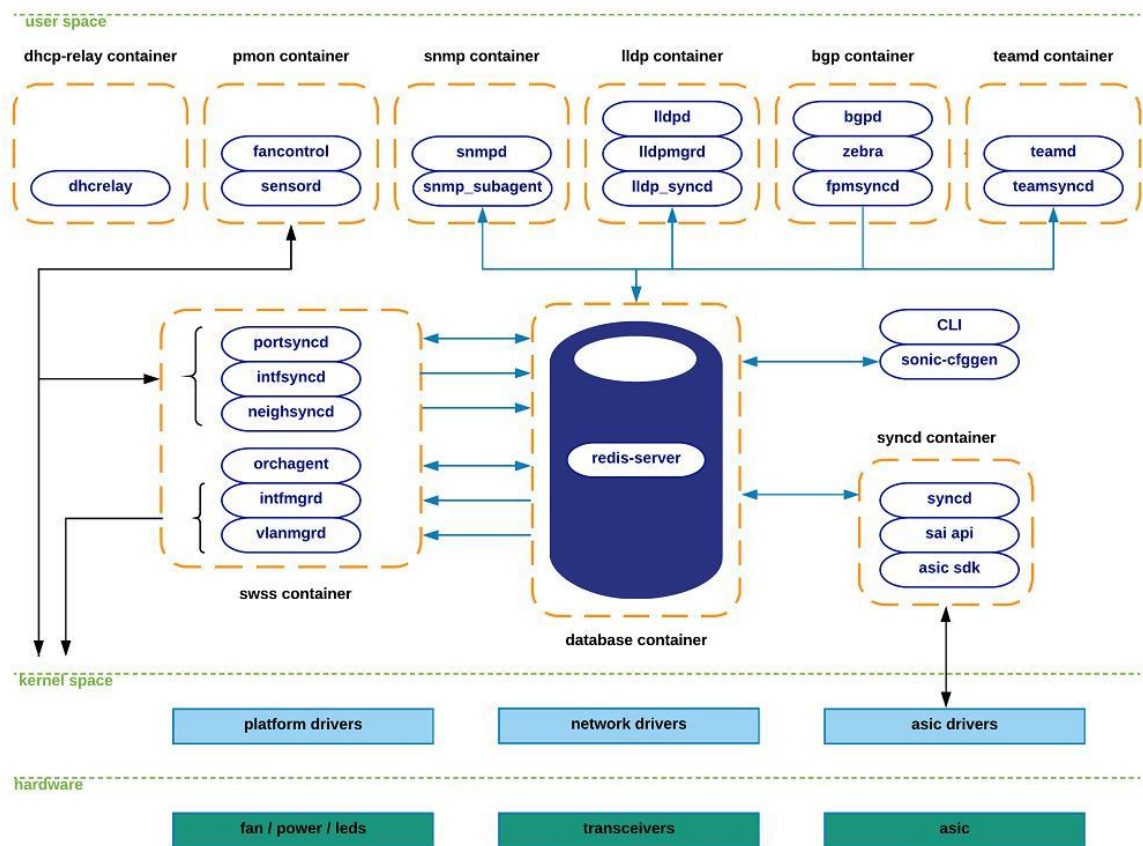 user space
dhcp-relay container
pmon container
snmp container
lldp container
bgp container
teamd container
dhcrelay
fancontrol
sensord
snmpd
snmp_subagent
lldpd
lldpmgrd
lldp_syncd
bgpd
zebra
fpmsyncd
teamd
teamsyncd
portsyncd
intfsyncd
neighsyncd
orchagent
intfmgrd
vlanmgrd
swss container
redis-server
database container
CLI
sonic-cfggen
syncd container
syncd
sai api
asic sdk
kernel space
platform drivers
network drivers
asic drivers
hardware
fan / power / leds
transceivers
asic